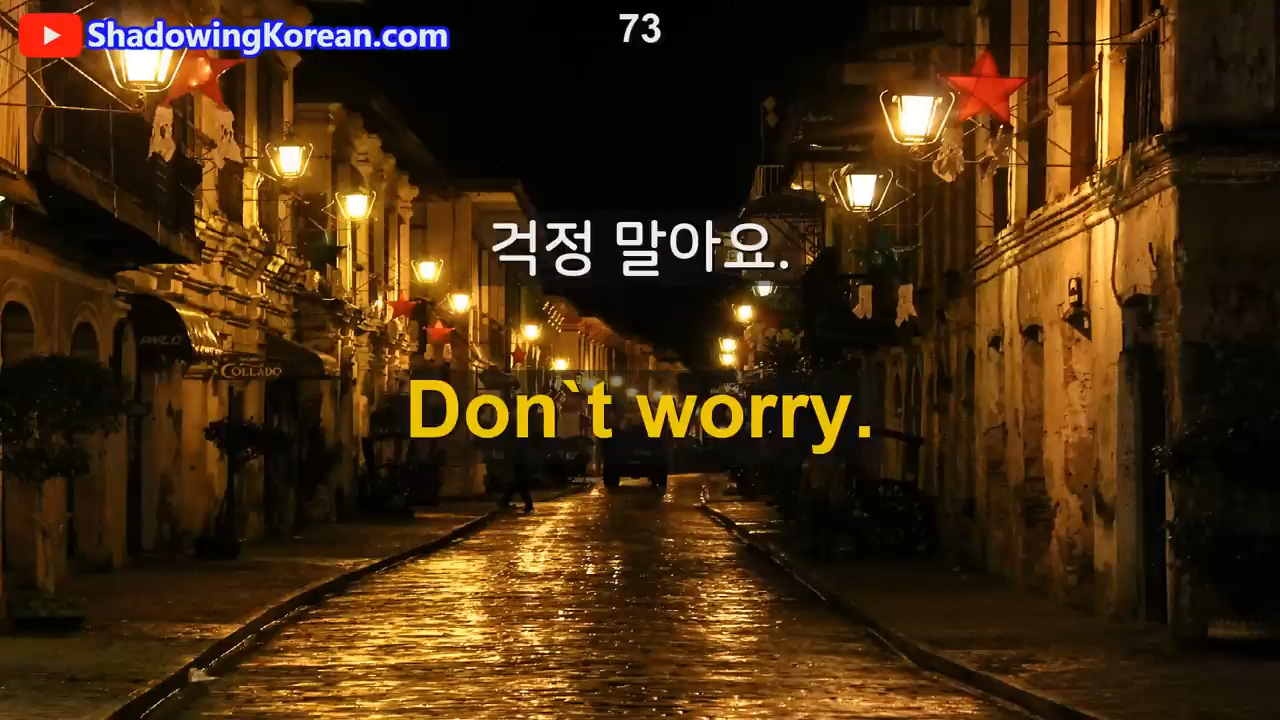 ShadowingKorean.com
73
걱정 말아요.
Don`t worry.
COLLADO